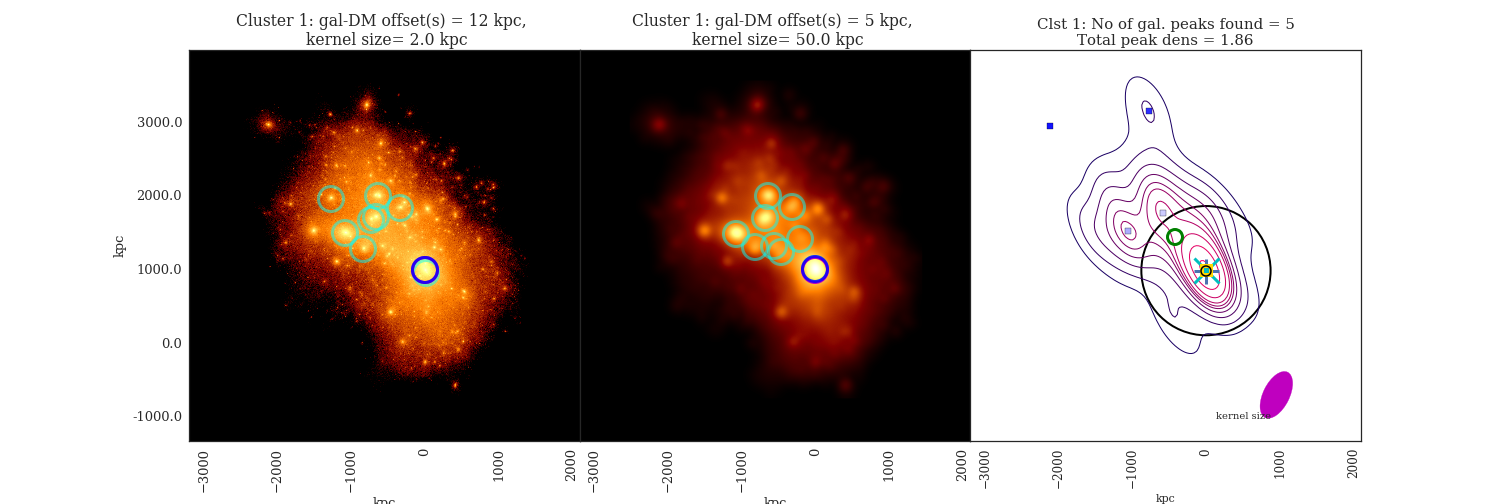 Cluster 1: gal-DM offset(s) = 12 kpc,
kernel size= 2.0 kpc
Cluster 1: gal-DM offset(s) = 5 kpc,
kernel size= 50.0 kpc
Clst 1: No of gal. peaks found = 5
Total peak dens = 1.86
kpc
3000.0
2000.0
1000.0
0.0
-1000.0
kernel size
−3000
−2000
−1000
0
1000
2000
−3000
−2000
−1000
0
1000
2000
−3000
−2000
−1000
0
1000
2000
kpc
kpc
kpc